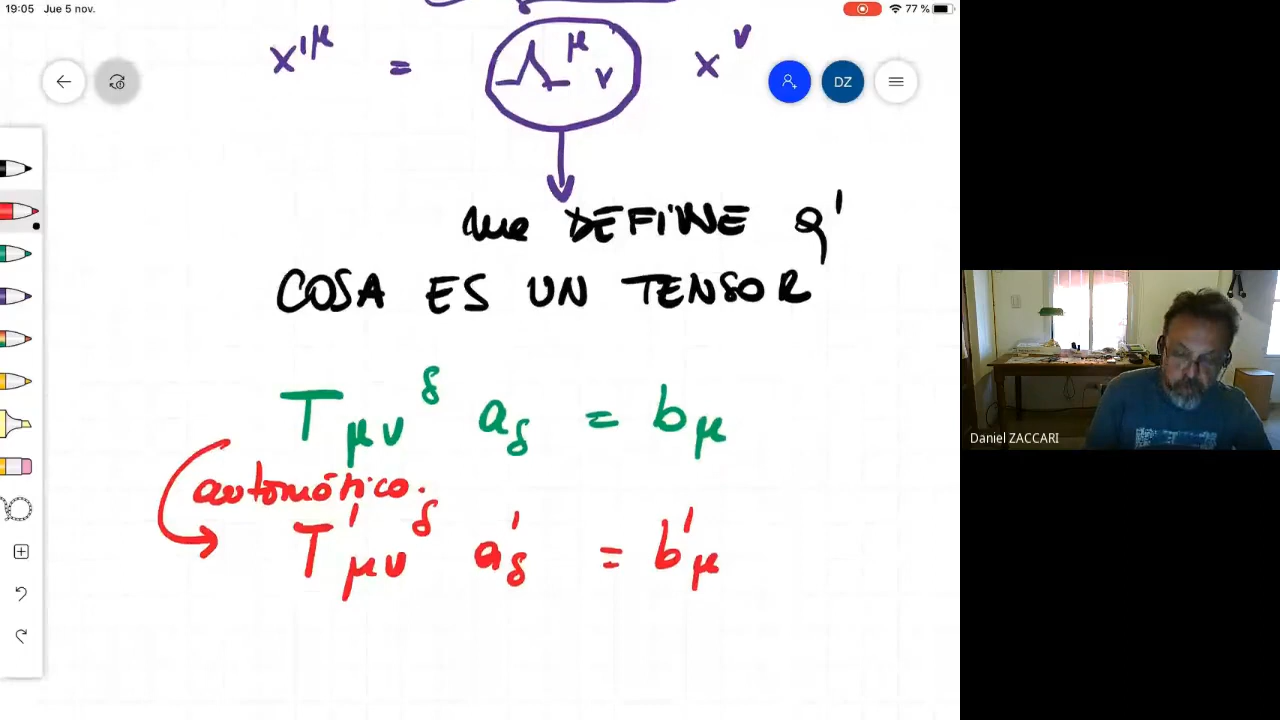 19:05 Jue 5 nov. 77 %
x'^μ = Λ^μ_ν x^ν
DZ
me DEFINE q'
COSA ES UN TENSOR
T_μν^δ a_δ = b_μ
automático.
T'_μν^δ a'_δ = b'_μ
Daniel ZACCARI